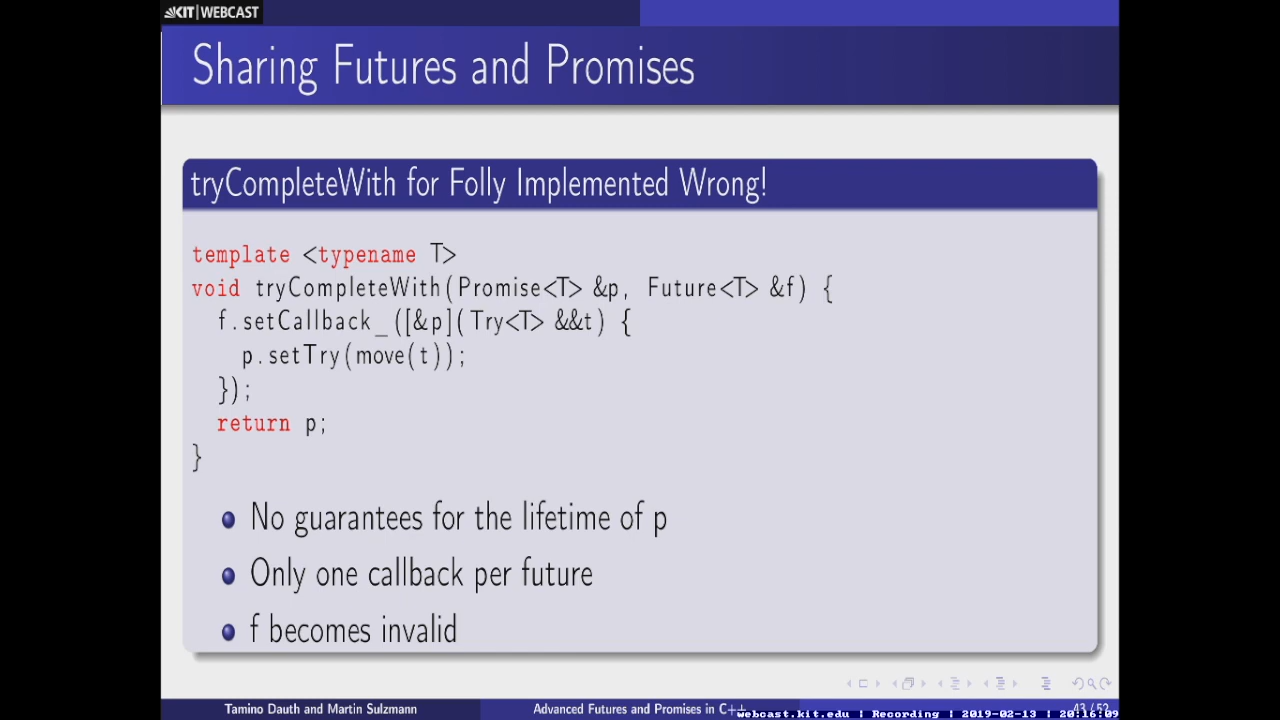 KIT | WEBCAST
Sharing Futures and Promises
tryCompleteWith for Folly Implemented Wrong!
template <typename T>
void tryCompleteWith(Promise<T> &p, Future<T> &f) {
f.setCallback_([&p](Try<T> &&t) {
p.setTry(move(t));
});
return p;
}
No guarantees for the lifetime of p
Only one callback per future
f becomes invalid
Tamino Dauth and Martin Sulzmann
Advanced Futures and Promises in C++
43 / 52
webcast.kit.edu | Recording | 2019-02-13 | 20:16:09